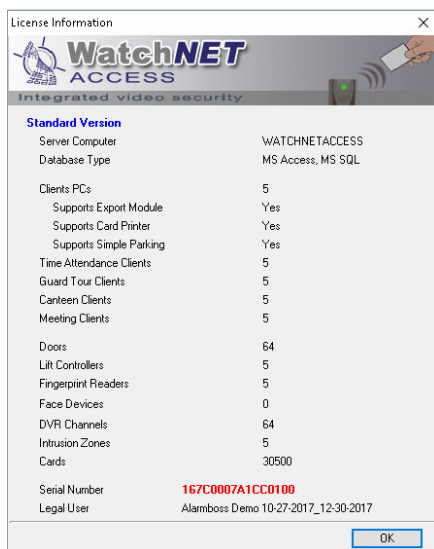 License Information
WatchNET
ACCESS
Integrated video security
Standard Version
Server Computer WATCHNETACCESS
Database Type MS Access, MS SQL
Clients PCs 5
Supports Export Module Yes
Supports Card Printer Yes
Supports Simple Parking Yes
Time Attendance Clients 5
Guard Tour Clients 5
Canteen Clients 5
Meeting Clients 5
Doors 64
Lift Controllers 5
Fingerprint Readers 5
Face Devices 0
DVR Channels 64
Intrusion Zones 5
Cards 30500
Serial Number 167C0007A1CC0100
Legal User Alarmboss Demo 10-27-2017_12-30-2017
OK